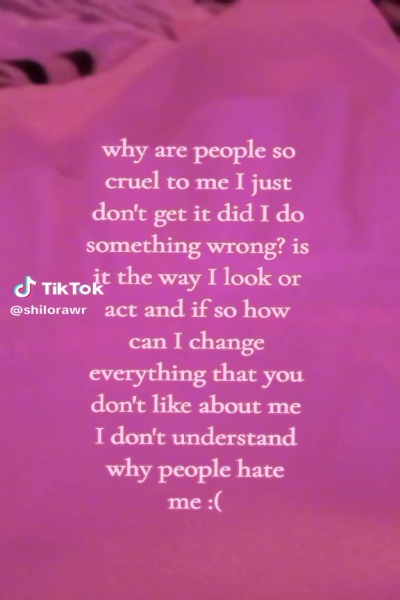 why are people so
cruel to me I just
don't get it did I do
something wrong? is
it the way I look or
act and if so how
can I change
everything that you
don't like about me
I don't understand
why people hate
me :(
TikTok
@shilorawr